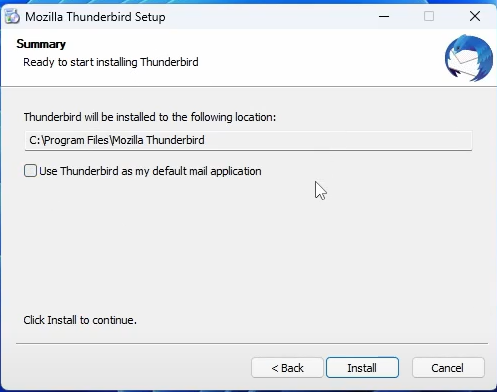 Mozilla Thunderbird Setup
Summary
Ready to start installing Thunderbird
Thunderbird will be installed to the following location:
C:\Program Files\Mozilla Thunderbird
Use Thunderbird as my default mail application
Click Install to continue.
< Back Install Cancel